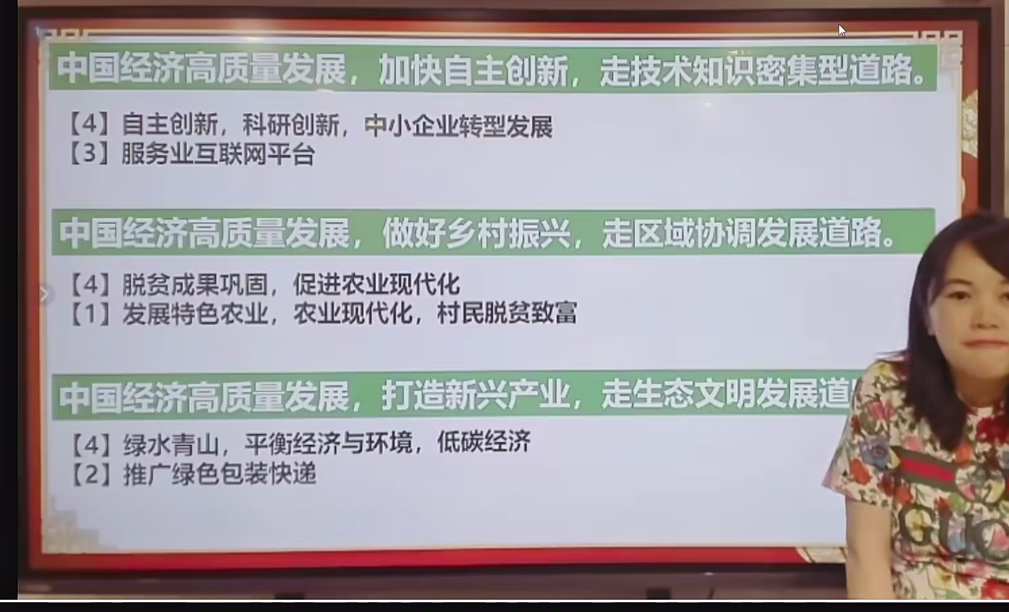 中国经济高质量发展，加快自主创新，走技术知识密集型道路。
【4】自主创新，科研创新，中小企业转型发展
【3】服务业互联网平台
中国经济高质量发展，做好乡村振兴，走区域协调发展道路。
【4】脱贫成果巩固，促进农业现代化
【1】发展特色农业，农业现代化，村民脱贫致富
中国经济高质量发展，打造新兴产业，走生态文明发展道
【4】绿水青山，平衡经济与环境，低碳经济
【2】推广绿色包装快递
GUC